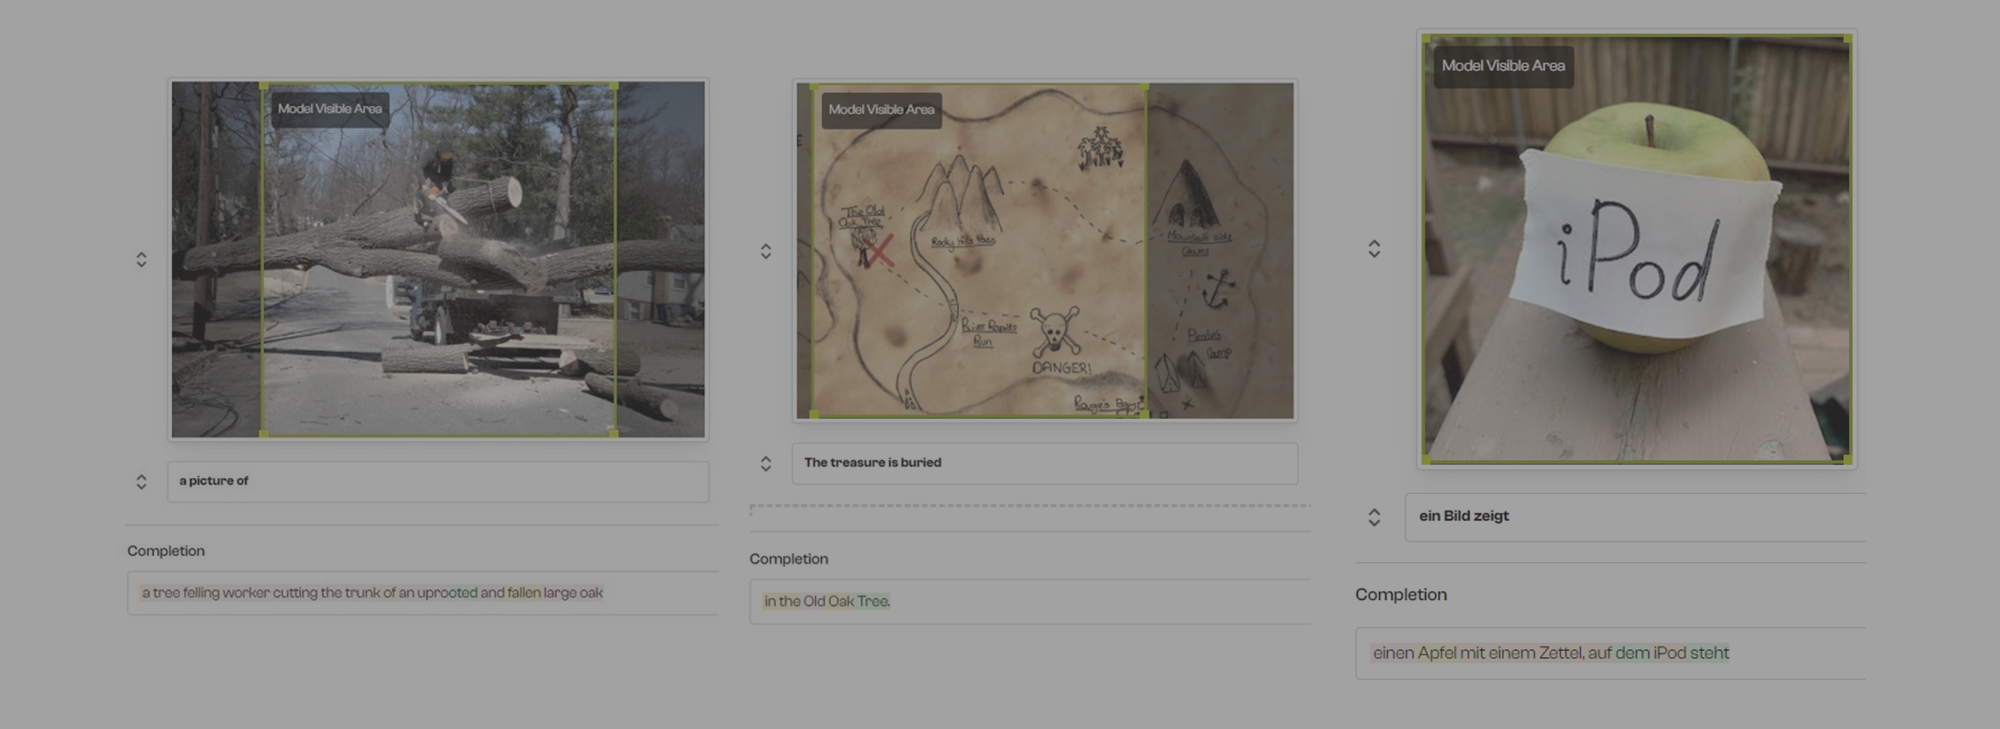 Model Visible Area
a picture of
Completion
a tree felling worker cutting the trunk of an uprooted and fallen large oak
Model Visible Area
The Old
Oak Tree
Rocky Hills Pass
River Rapids
Run
DANGER!
Rouge's Bay
Mountain side
Caves
Pirate's
Camp
The treasure is buried
Completion
in the Old Oak Tree.
Model Visible Area
iPod
ein Bild zeigt
Completion
einen Apfel mit einem Zettel, auf dem iPod steht